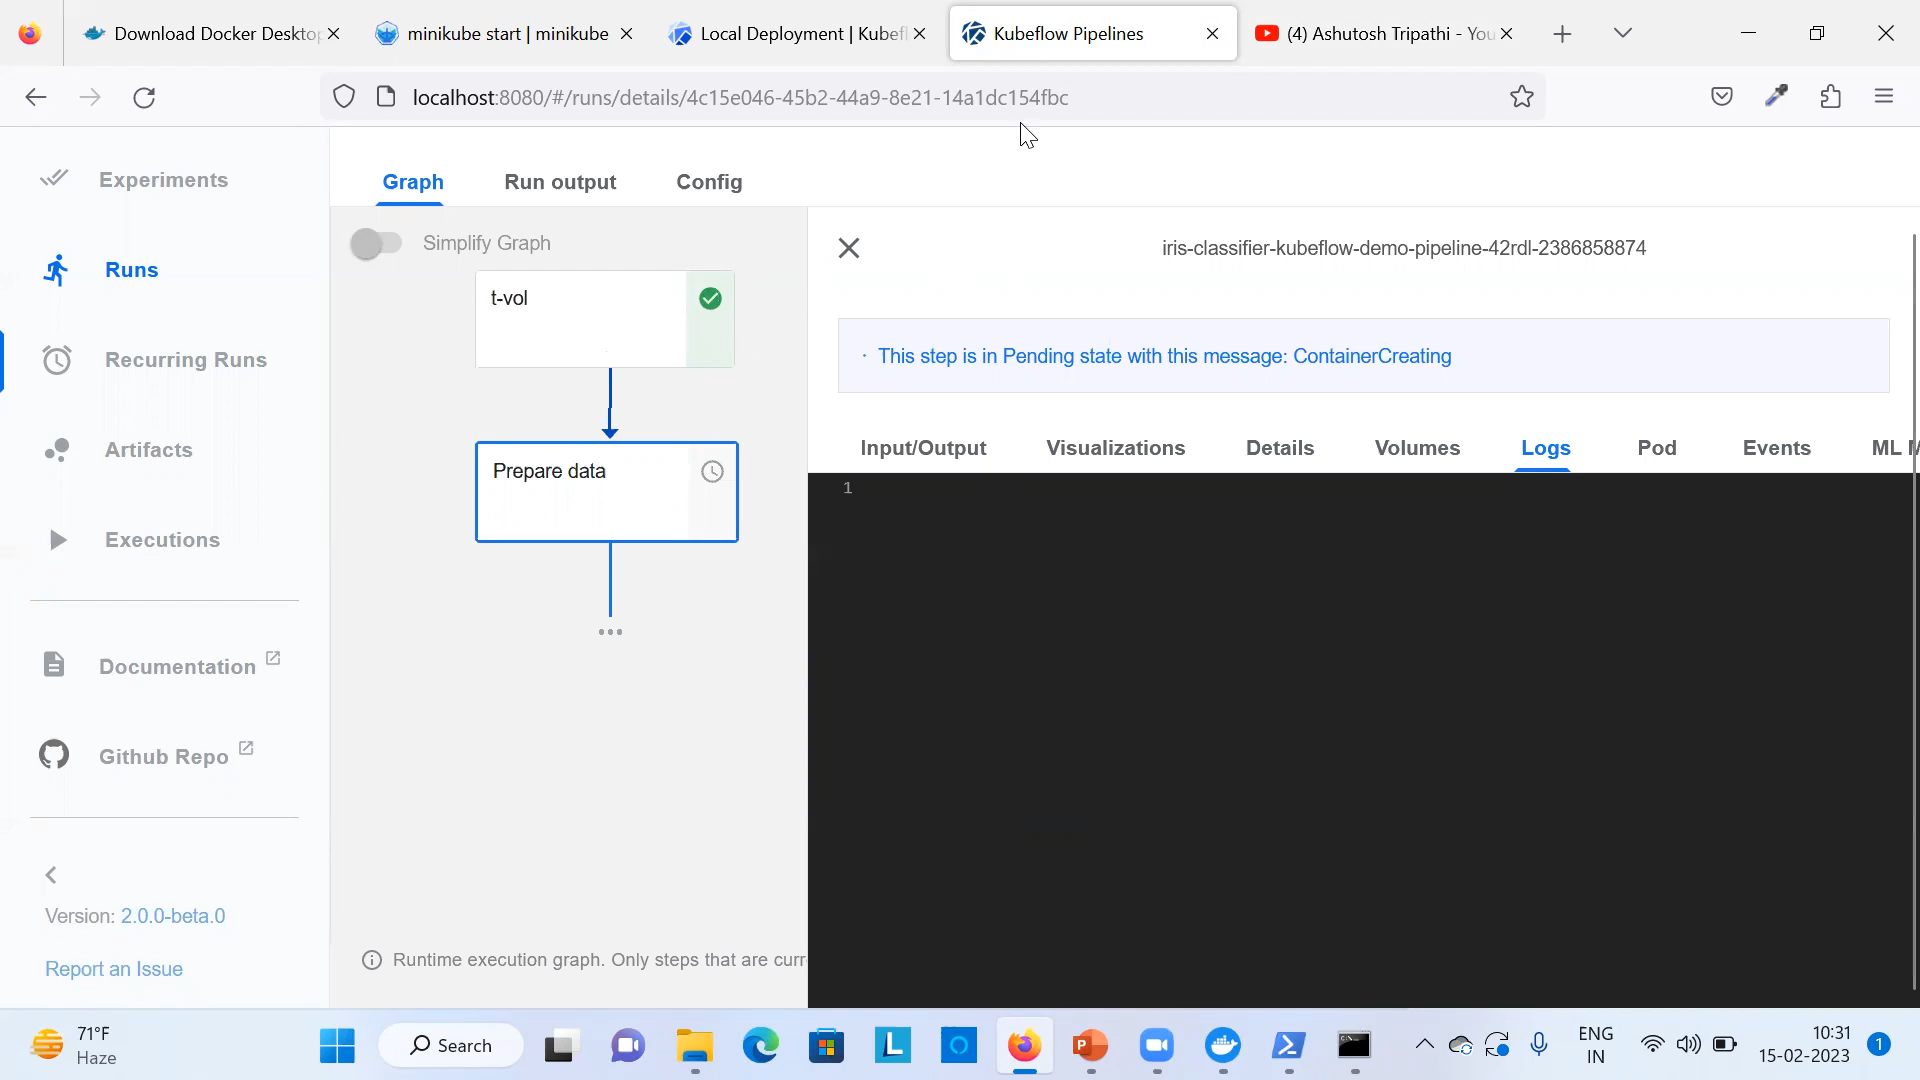 Download Docker Deskto
minikube start | minikube
Local Deployment | Kubefl
Kubeflow Pipelines
(4) Ashutosh Tripathi - You
localhost:8080/#/runs/details/4c15e046-45b2-44a9-8e21-14a1dc154fbc
Experiments
Runs
Recurring Runs
Artifacts
Executions
Documentation
Github Repo
Version: 2.0.0-beta.0
Report an Issue
Graph
Run output
Config
Simplify Graph
t-vol
Prepare data
Runtime execution graph. Only steps that are curr
iris-classifier-kubeflow-demo-pipeline-42rdl-2386858874
· This step is in Pending state with this message: ContainerCreating
Input/Output
Visualizations
Details
Volumes
Logs
Pod
Events
ML M
1
71°F
Haze
Search
ENG
IN
10:31
15-02-2023
1